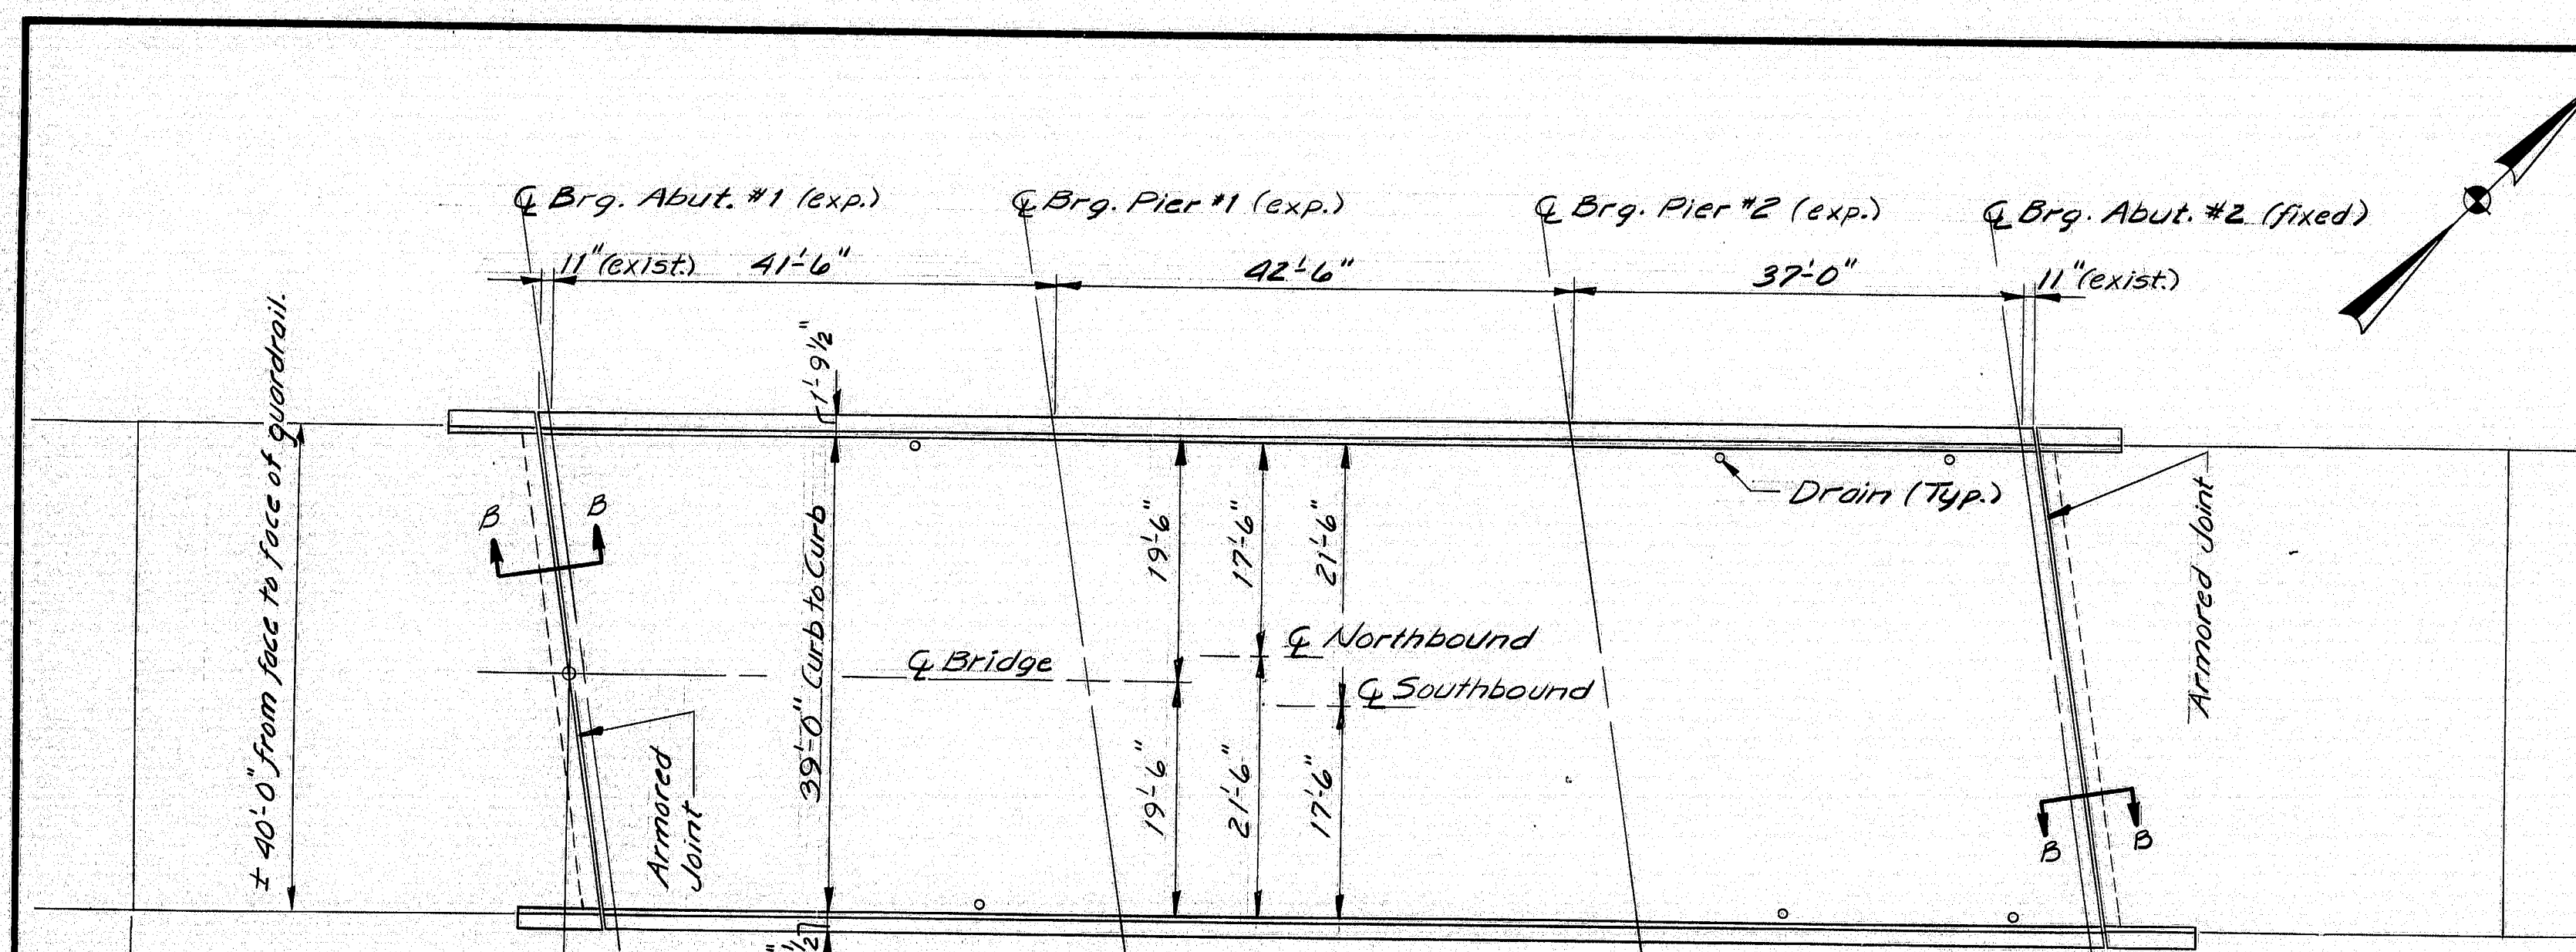 ℄ Brg. Abut. #1 (exp.)
℄ Brg. Pier #1 (exp.)
℄ Brg. Pier #2 (exp.)
℄ Brg. Abut. #2 (fixed)
11" (exist.)
41'-6"
42'-6"
37'-0"
11" (exist.)
± 40'-0" from face to face of guardrail.
1'-9½"
39'-0" Curb to Curb
B
B
19'-6"
17'-6"
21'-6"
Drain (Typ.)
Armored Joint
℄ Bridge
℄ Northbound
℄ Southbound
Armored
Joint
19'-6"
21'-6"
17'-6"
B
B